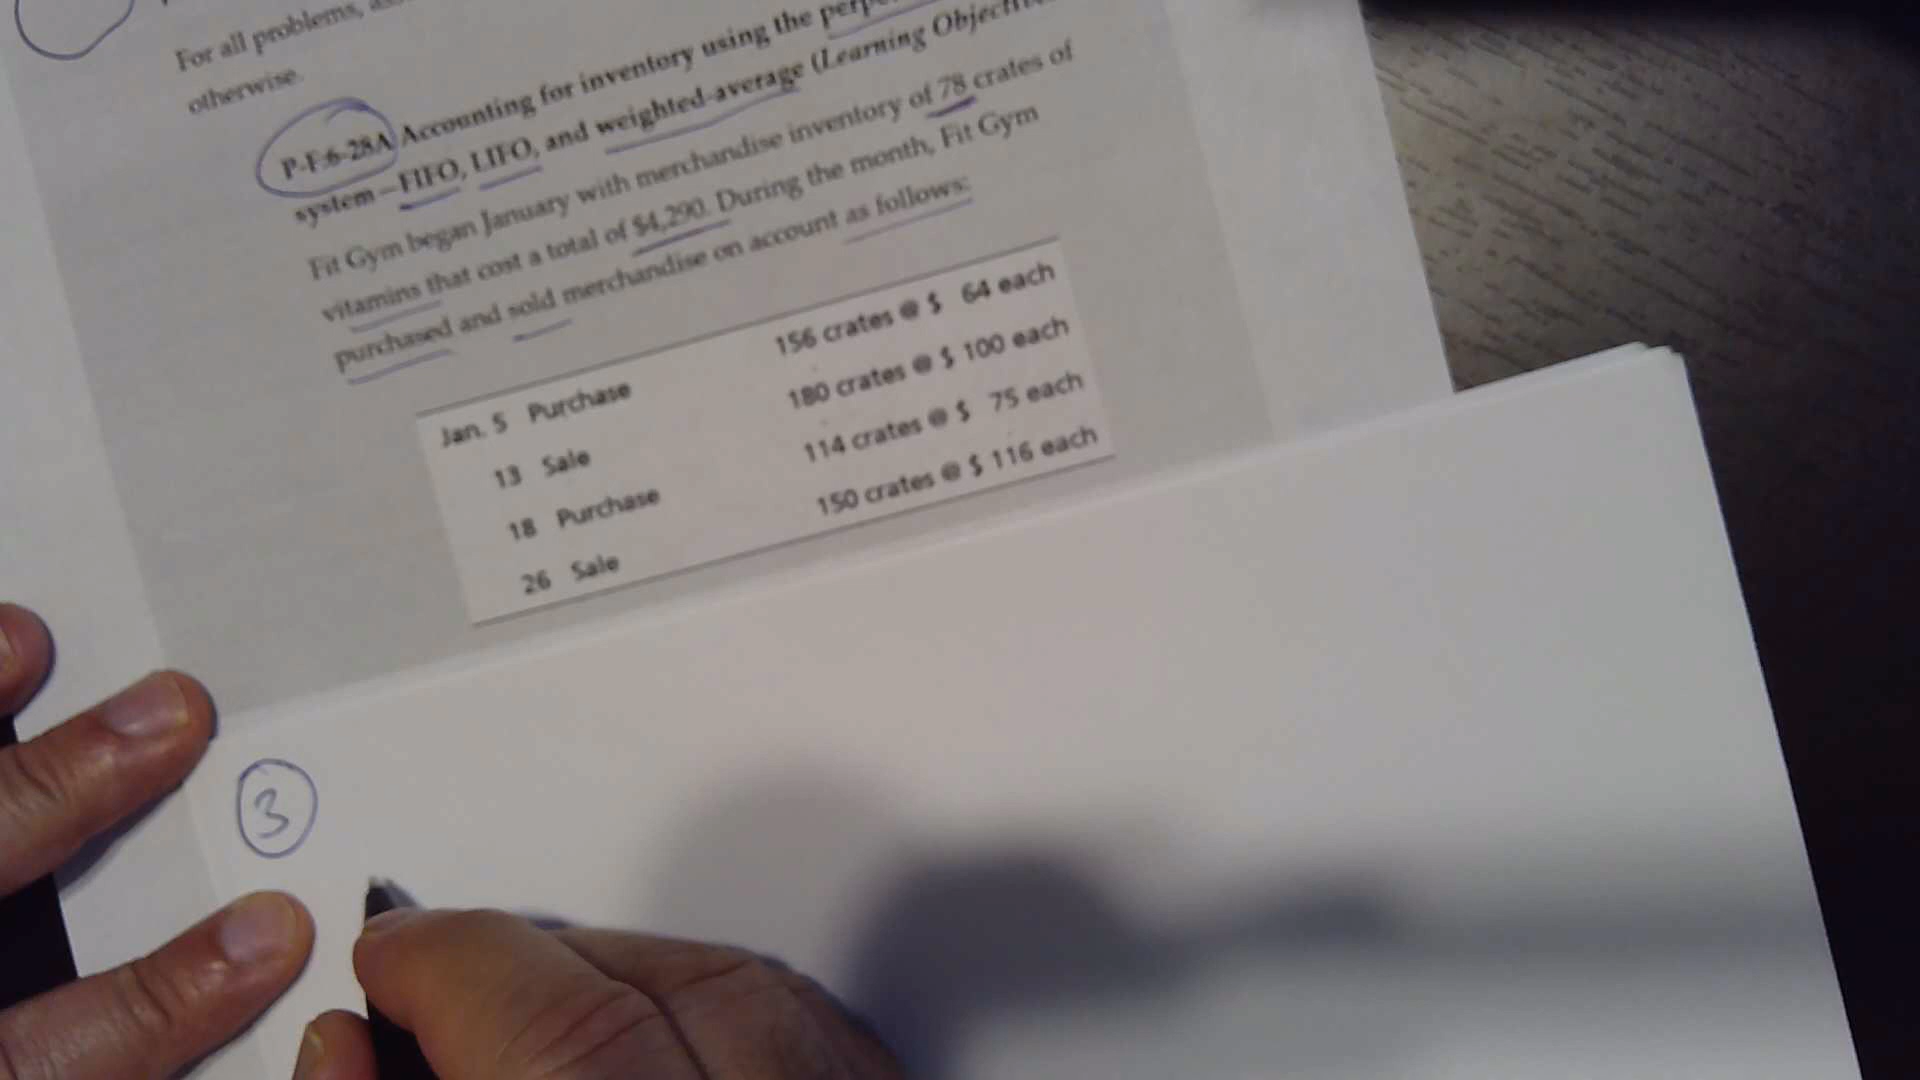 For all problems,
otherwise.
P-F:6-28A Accounting for inventory using the
system—FIFO, LIFO, and weighted-average (Learning
Fit Gym began January with merchandise inventory of 78 crates of
vitamins that cost a total of $4,290. During the month, Fit Gym
purchased and sold merchandise on account as follows:
Jan. 5 Purchase 156 crates @ $ 64 each
13 Sale 180 crates @ $ 100 each
18 Purchase 114 crates @ $ 75 each
26 Sale 150 crates @ $ 116 each
3